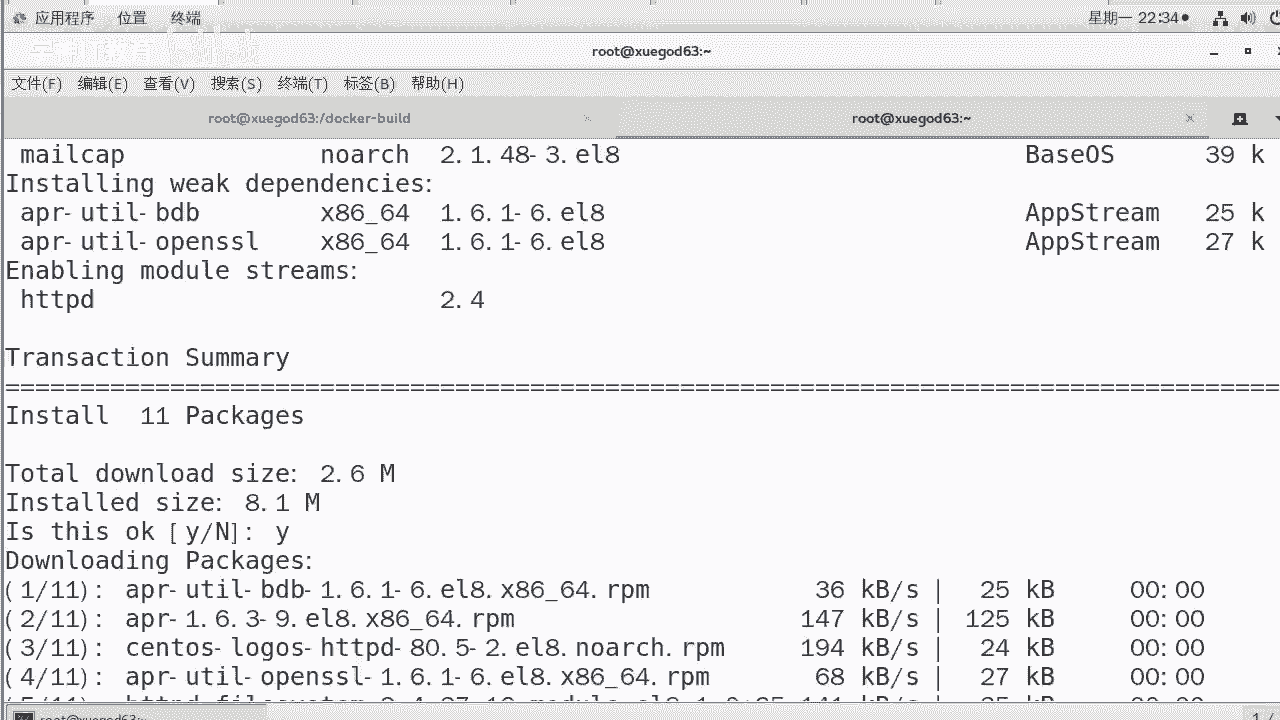 应用程序 位置 终端 星期一 22:34
root@xuegod63:~
文件(F) 编辑(E) 查看(V) 搜索(S) 终端(T) 标签(B) 帮助(H)
root@xuegod63:/docker-build × root@xuegod63:~ ×
mailcap noarch 2.1.48-3.el8 BaseOS 39 k
Installing weak dependencies:
apr-util-bdb x86_64 1.6.1-6.el8 AppStream 25 k
apr-util-openssl x86_64 1.6.1-6.el8 AppStream 27 k
Enabling module streams:
httpd 2.4
Transaction Summary
================================================================================
Install 11 Packages
Total download size: 2.6 M
Installed size: 8.1 M
Is this ok [y/N]: y
Downloading Packages:
(1/11): apr-util-bdb-1.6.1-6.el8.x86_64.rpm 36 kB/s | 25 kB 00:00
(2/11): apr-1.6.3-9.el8.x86_64.rpm 147 kB/s | 125 kB 00:00
(3/11): centos-logos-httpd-80.5-2.el8.noarch.rpm 194 kB/s | 24 kB 00:00
(4/11): apr-util-openssl-1.6.1-6.el8.x86_64.rpm 68 kB/s | 27 kB 00:00
root@xuegod63:~